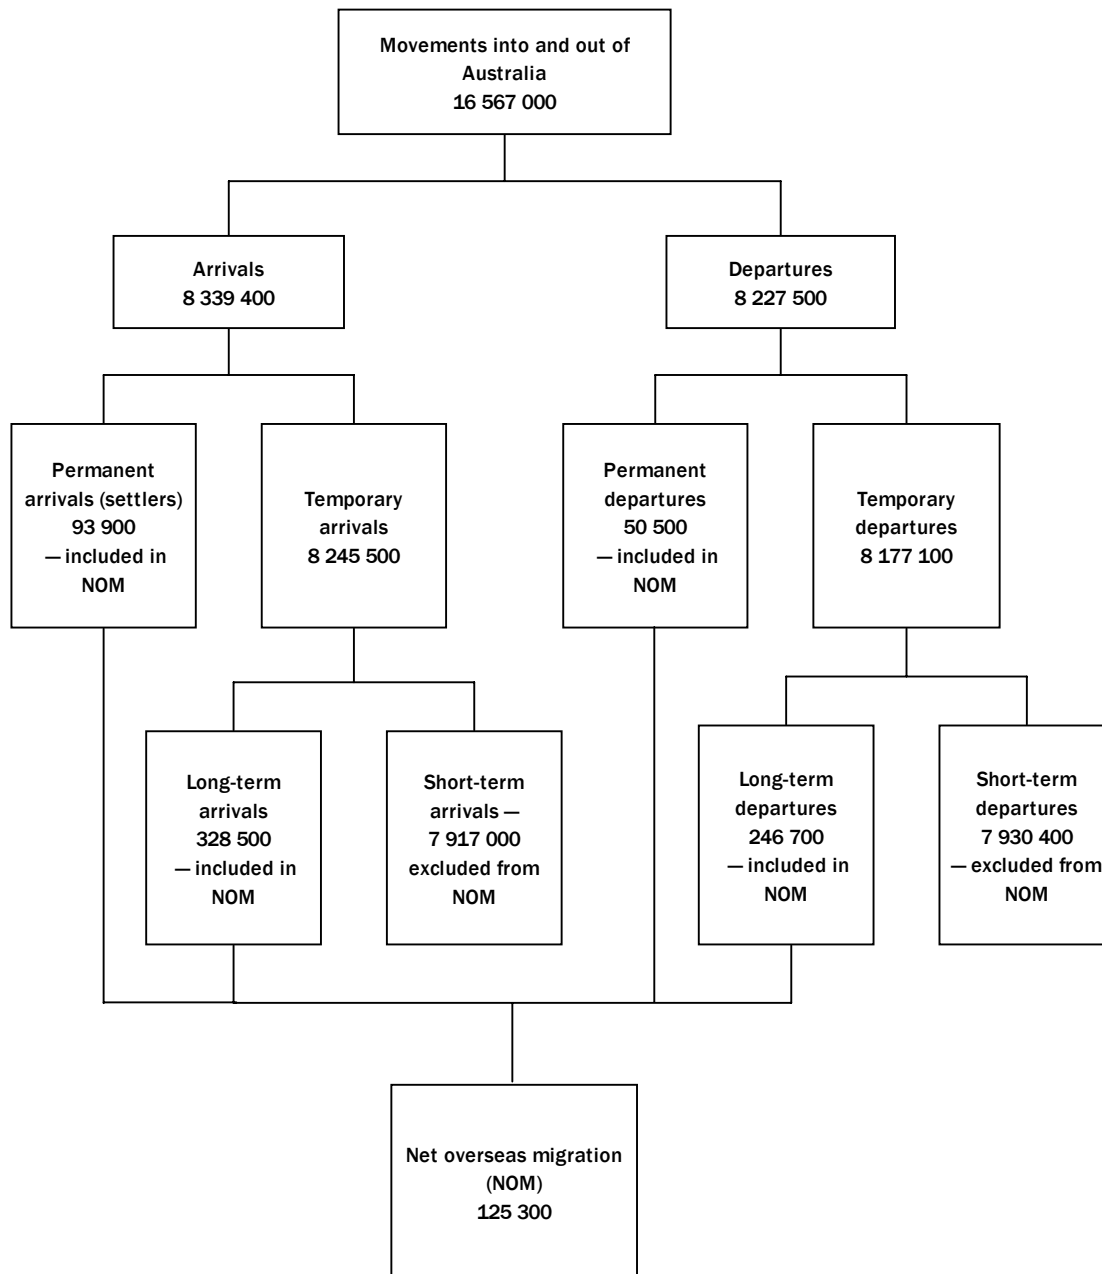 Movements into and out of
Australia
16 567 000
Arrivals
8 339 400
Departures
8 227 500
Permanent
arrivals (settlers)
93 900
— included in
NOM
Temporary
arrivals
8 245 500
Permanent
departures
50 500
— included in
NOM
Temporary
departures
8 177 100
Long-term
arrivals
328 500
— included in
NOM
Short-term
arrivals —
7 917 000
excluded from
NOM
Long-term
departures
246 700
— included in
NOM
Short-term
departures
7 930 400
— excluded from
NOM
Net overseas migration
(NOM)
125 300